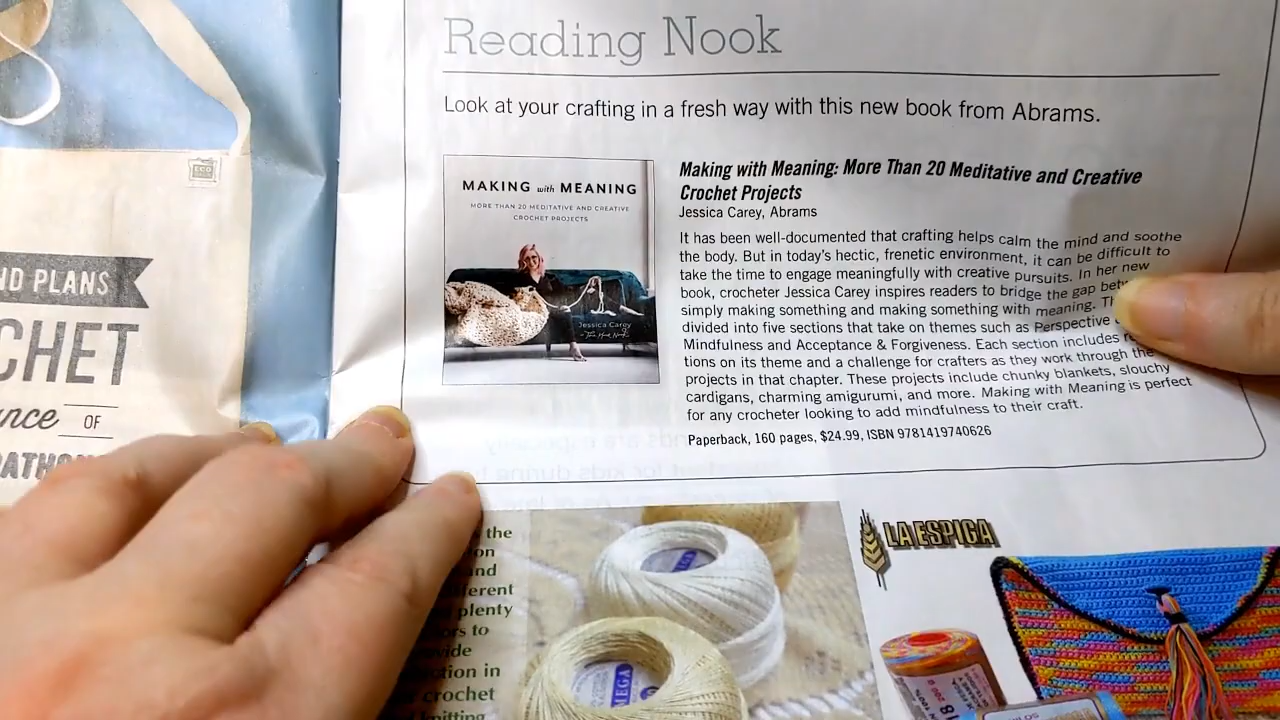 Reading Nook
Look at your crafting in a fresh way with this new book from Abrams.
MAKING with MEANING
MORE THAN 20 MEDITATIVE AND CREATIVE
CROCHET PROJECTS
Jessica Carey
Making with Meaning: More Than 20 Meditative and Creative
Crochet Projects
Jessica Carey, Abrams
It has been well-documented that crafting helps calm the mind and soothe
the body. But in today's hectic, frenetic environment, it can be difficult to
take the time to engage meaningfully with creative pursuits. In her new
book, crocheter Jessica Carey inspires readers to bridge the gap
simply making something and making something with meaning.
divided into five sections that take on themes such as Perspective
Mindfulness and Acceptance & Forgiveness. Each section includes
tions on its theme and a challenge for crafters as they work through the
projects in that chapter. These projects include chunky blankets, slouchy
cardigans, charming amigurumi, and more. Making with Meaning is perfect
for any crocheter looking to add mindfulness to their craft.
Paperback, 160 pages, $24.99, ISBN 9781419740626
ECO
ND PLANS
CHET
OF
the
plenty
to
in
crochet
knitting
LA ESPIGA